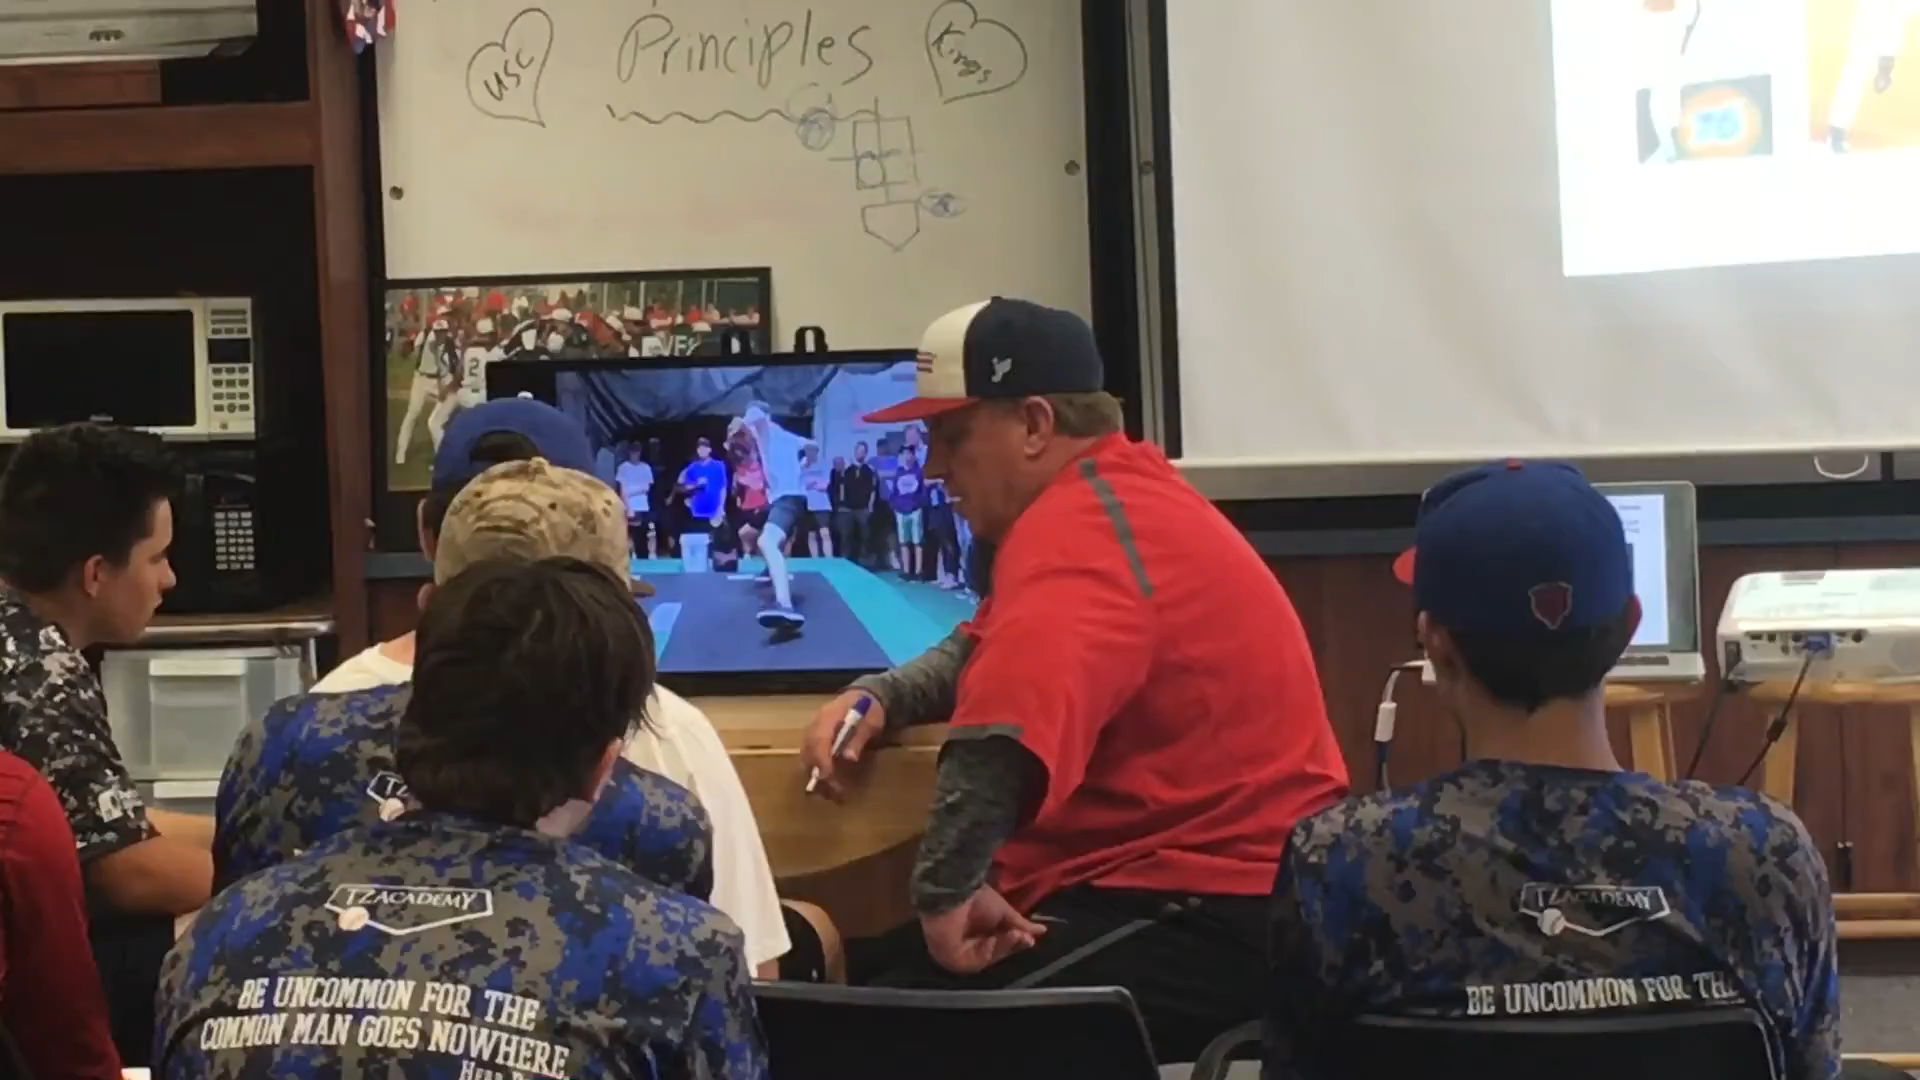 Principles
USC
Kings
TZACADEMY
BE UNCOMMON FOR THE
COMMON MAN GOES NOWHERE
TZACADEMY
BE UNCOMMON FOR THE